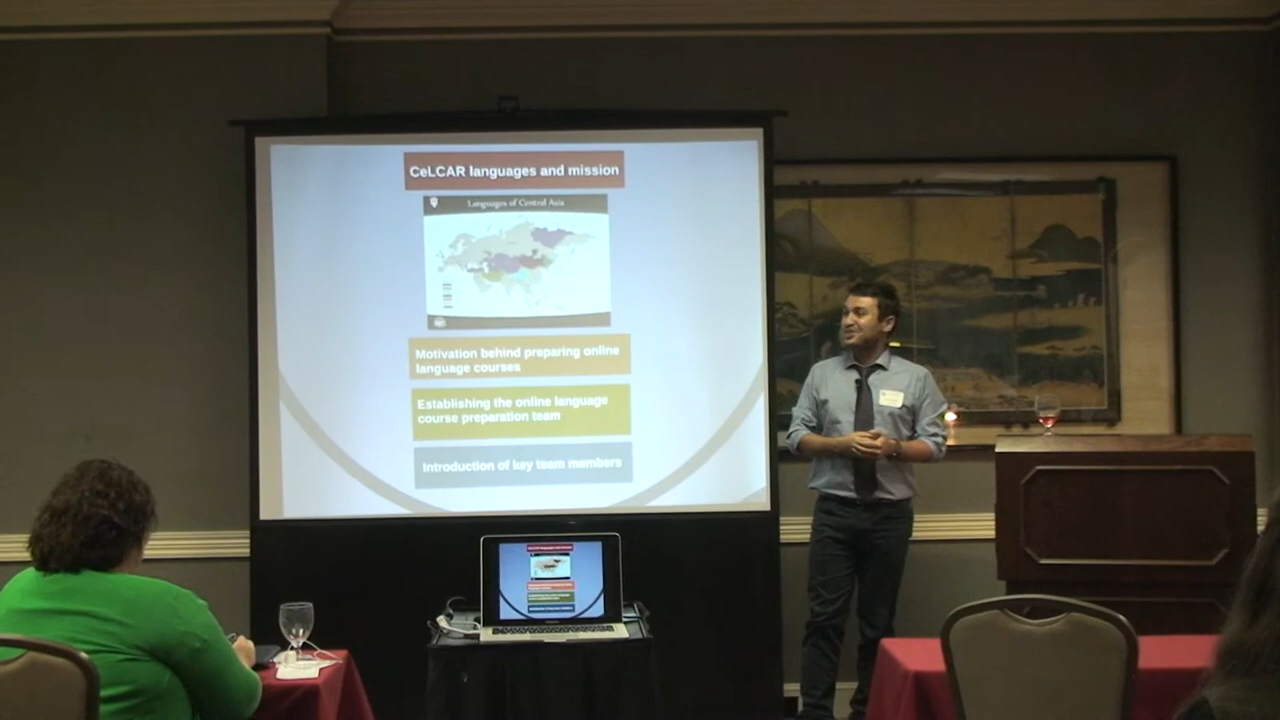 CeLCAR languages and mission
Languages of Central Asia
Motivation behind preparing online
language courses
Establishing the online language
course preparation team
Introduction of key team members